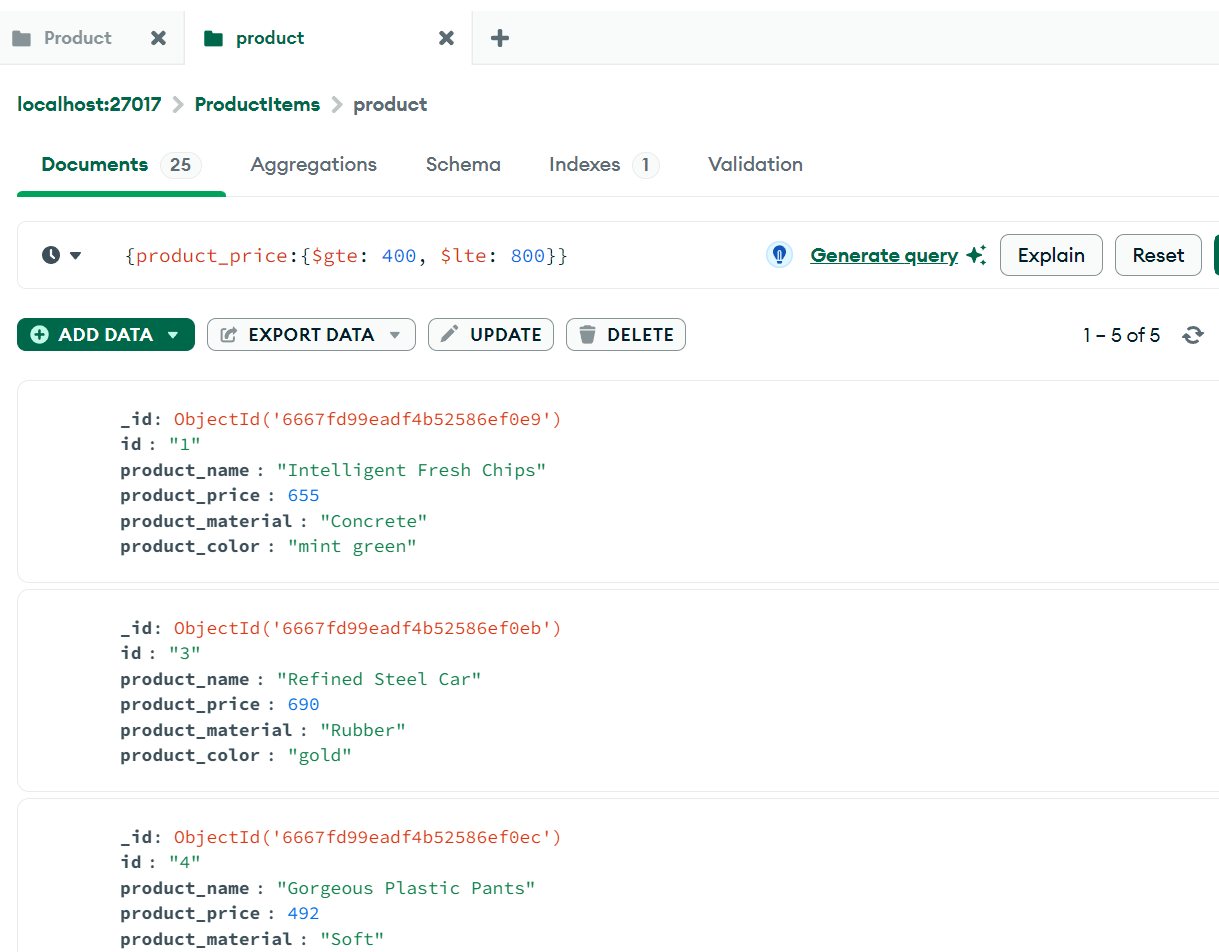 Product product
localhost:27017 ProductItems product
Documents 25 Aggregations Schema Indexes 1 Validation
{product_price:{$gte: 400, $lte: 800}} Generate query Explain Reset
ADD DATA EXPORT DATA UPDATE DELETE 1 – 5 of 5
_id: ObjectId('6667fd99eadf4b52586ef0e9')
id : "1"
product_name : "Intelligent Fresh Chips"
product_price : 655
product_material : "Concrete"
product_color : "mint green"
_id: ObjectId('6667fd99eadf4b52586ef0eb')
id : "3"
product_name : "Refined Steel Car"
product_price : 690
product_material : "Rubber"
product_color : "gold"
_id: ObjectId('6667fd99eadf4b52586ef0ec')
id : "4"
product_name : "Gorgeous Plastic Pants"
product_price : 492
product_material : "Soft"